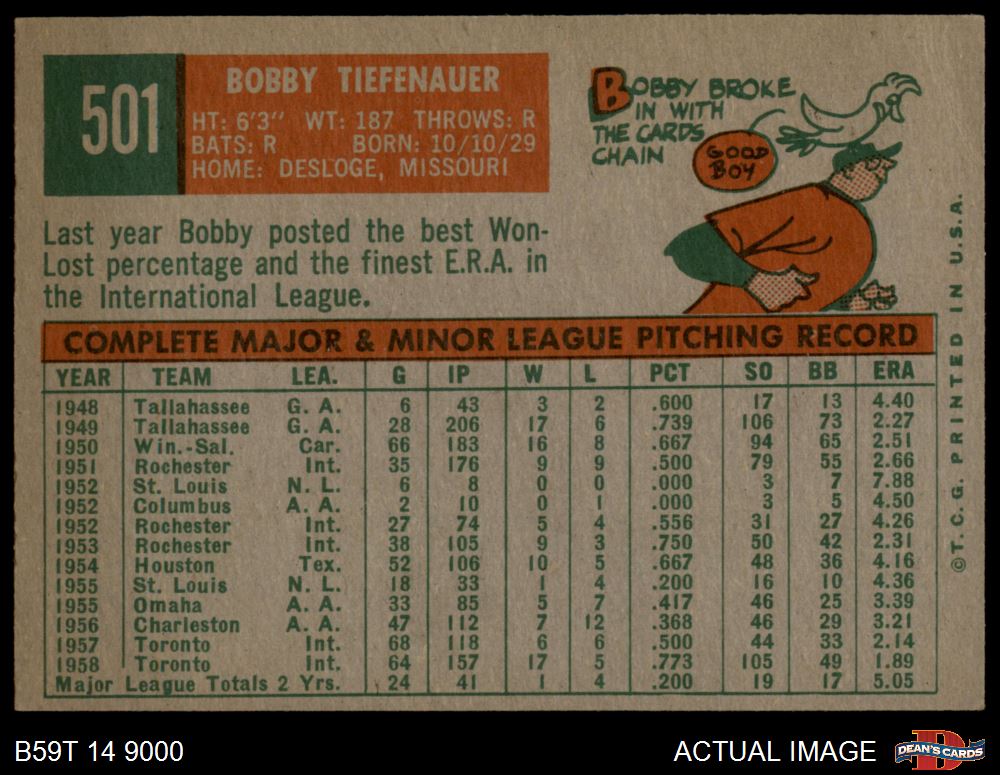 501
BOBBY TIEFENAUER
HT: 6'3" WT: 187 THROWS: R
BATS: R BORN: 10/10/29
HOME: DESLOGE, MISSOURI
BOBBY BROKE
IN WITH
THE CARDS
CHAIN
GOOD
BOY
Last year Bobby posted the best Won-
Lost percentage and the finest E.R.A. in
the International League.
COMPLETE MAJOR & MINOR LEAGUE PITCHING RECORD
YEAR TEAM LEA. G IP W L PCT SO BB ERA
1948 Tallahassee G. A. 6 43 3 2 .600 17 13 4.40
1949 Tallahassee G. A. 28 206 17 6 .739 106 73 2.27
1950 Win.-Sal. Car. 66 183 16 8 .667 94 65 2.51
1951 Rochester Int. 35 176 9 9 .500 79 55 2.66
1952 St. Louis N. L. 6 8 0 0 .000 3 7 7.88
1952 Columbus A. A. 2 10 0 1 .000 3 5 4.50
1952 Rochester Int. 27 74 5 4 .556 31 27 4.26
1953 Rochester Int. 38 105 9 3 .750 50 42 2.31
1954 Houston Tex. 52 106 10 5 .667 48 36 4.16
1955 St. Louis N. L. 18 33 1 4 .200 16 10 4.36
1955 Omaha A. A. 33 85 5 7 .417 46 25 3.39
1956 Charleston A. A. 47 112 7 12 .368 46 29 3.21
1957 Toronto Int. 68 118 6 6 .500 44 33 2.14
1958 Toronto Int. 64 157 17 5 .773 105 49 1.89
Major League Totals 2 Yrs. 24 41 1 4 .200 19 17 5.05
©T. C. G. PRINTED IN U.S.A.
B59T 14 9000
ACTUAL IMAGE
DEAN'S CARDS